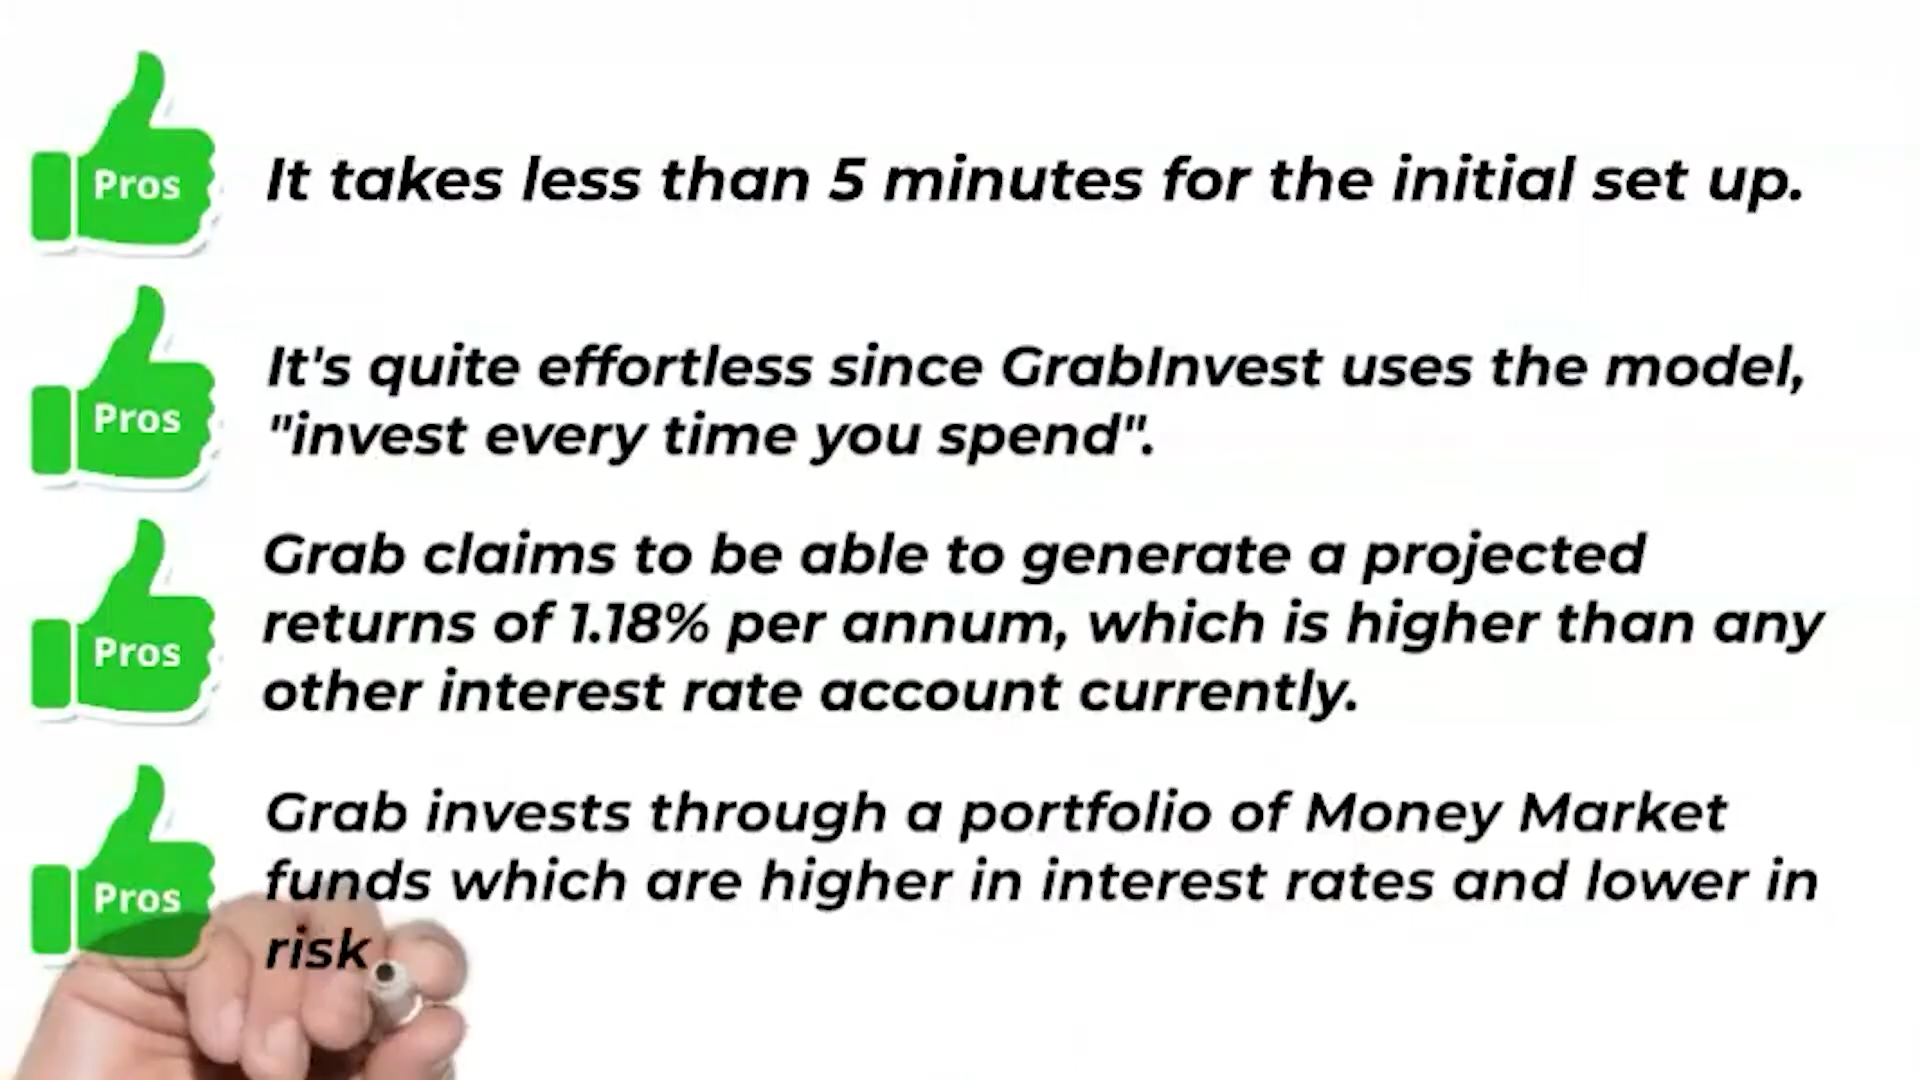 Pros
It takes less than 5 minutes for the initial set up.
Pros
It's quite effortless since GrabInvest uses the model,
"invest every time you spend".
Pros
Grab claims to be able to generate a projected
returns of 1.18% per annum, which is higher than any
other interest rate account currently.
Pros
Grab invests through a portfolio of Money Market
funds which are higher in interest rates and lower in
risk